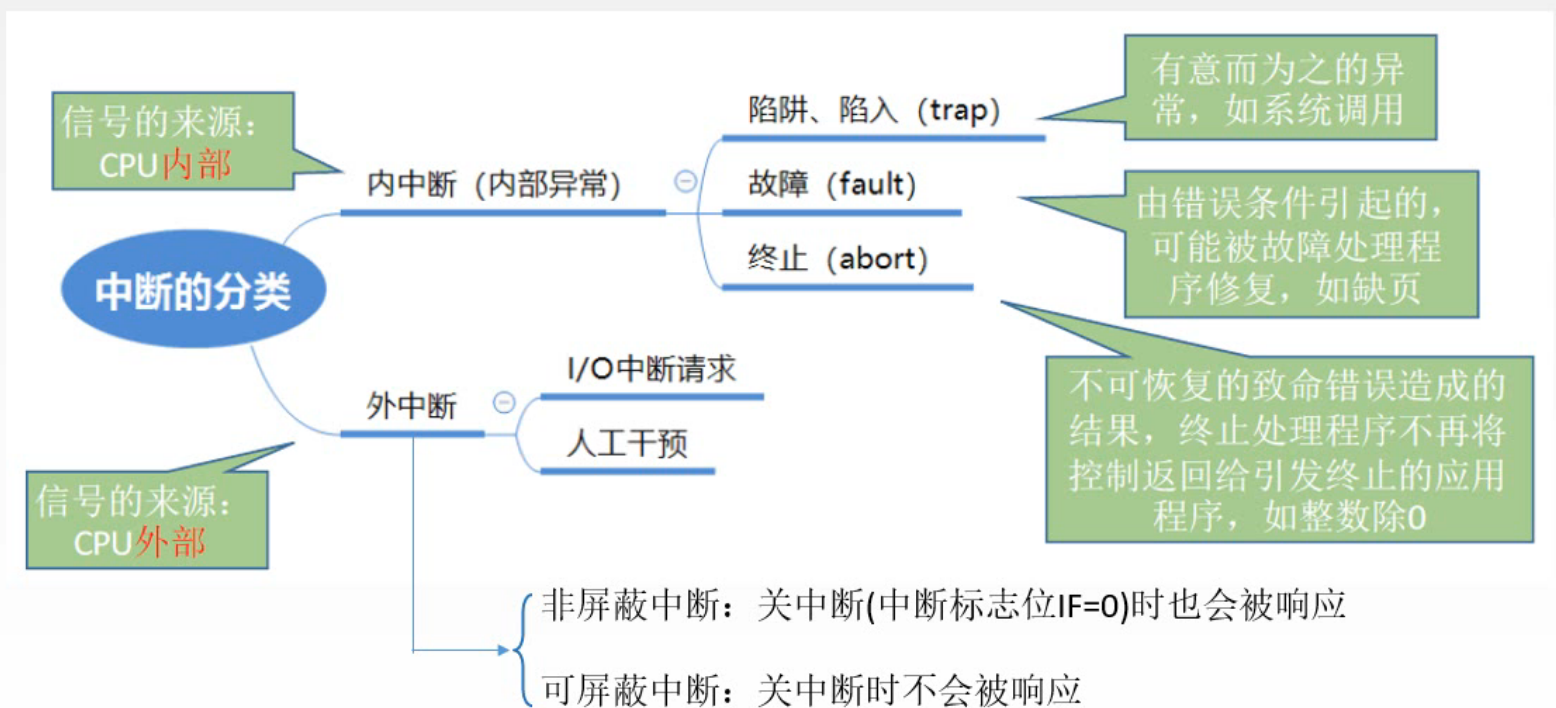 有意而为之的异
常，如系统调用
陷阱、陷入（trap）
信号的来源：
CPU内部
内中断（内部异常）
故障（fault）
由错误条件引起的，
可能被故障处理程
序修复，如缺页
终止（abort）
中断的分类
I/O中断请求
不可恢复的致命错误造成的
结果，终止处理程序不再将
控制返回给引发终止的应用
程序，如整数除0
外中断
人工干预
信号的来源：
CPU外部
非屏蔽中断：关中断(中断标志位IF=0)时也会被响应
可屏蔽中断：关中断时不会被响应